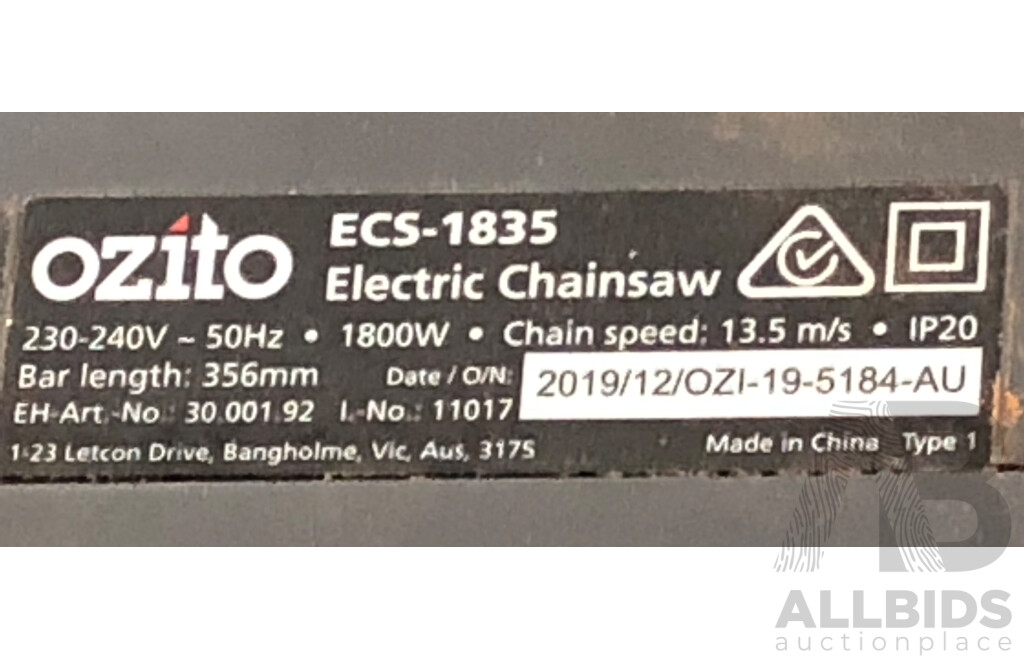 ozito
ECS-1835
Electric Chainsaw
230-240V ~ 50Hz • 1800W • Chain speed: 13.5 m/s • IP20
Bar length: 356mm Date / O/N: 2019/12/OZI-19-5184-AU
EH-Art.-No.: 30.001.92 I.-No.: 11017
1-23 Letcon Drive, Bangholme, Vic, Aus, 3175 Made in China Type 1
AB
ALLBIDS
auctionplace